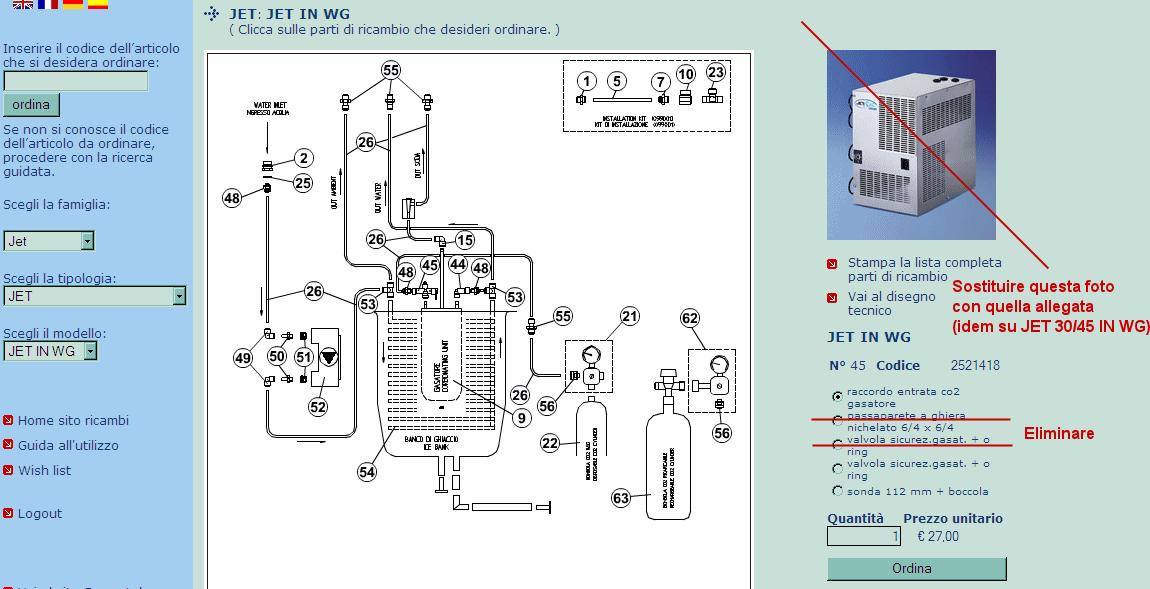 Inserire il codice dell'articolo
che si desidera ordinare:
ordina
Se non si conosce il codice
dell'articolo da ordinare,
procedere con la ricerca
guidata.
Scegli la famiglia:
Jet
Scegli la tipologia:
JET
Scegli il modello:
JET IN WG
Home sito ricambi
Guida all'utilizzo
Wish list
Logout
JET: JET IN WG
( Clicca sulle parti di ricambio che desideri ordinare. )
55
1
5
7
10
23
INSTALLATION KIT (099001)
KIT DI INSTALLAZIONE (099001)
WATER INLET
INGRESSO ACQUA
2
25
48
26
OUT AMBIENT
OUT WATER
OUT SODA
26
15
48
45
44
48
26
53
53
49
50
51
52
GASATORE
CARBONATING UNIT
9
BANCO DI GHIACCIO
ICE BANK
54
55
21
26
56
22
62
56
63
Stampa la lista completa
parti di ricambio
Vai al disegno
tecnico
Sostituire questa foto
con quella allegata
(idem su JET 30/45 IN WG)
JET IN WG
N° 45 Codice 2521418
raccordo entrata co2
gasatore
passaparete a ghiera
nichelato 6/4 x 6/4
Eliminare
valvola sicurez.gasat. + o
ring
valvola sicurez.gasat. + o
ring
sonda 112 mm + boccola
Quantità Prezzo unitario
1 € 27,00
Ordina